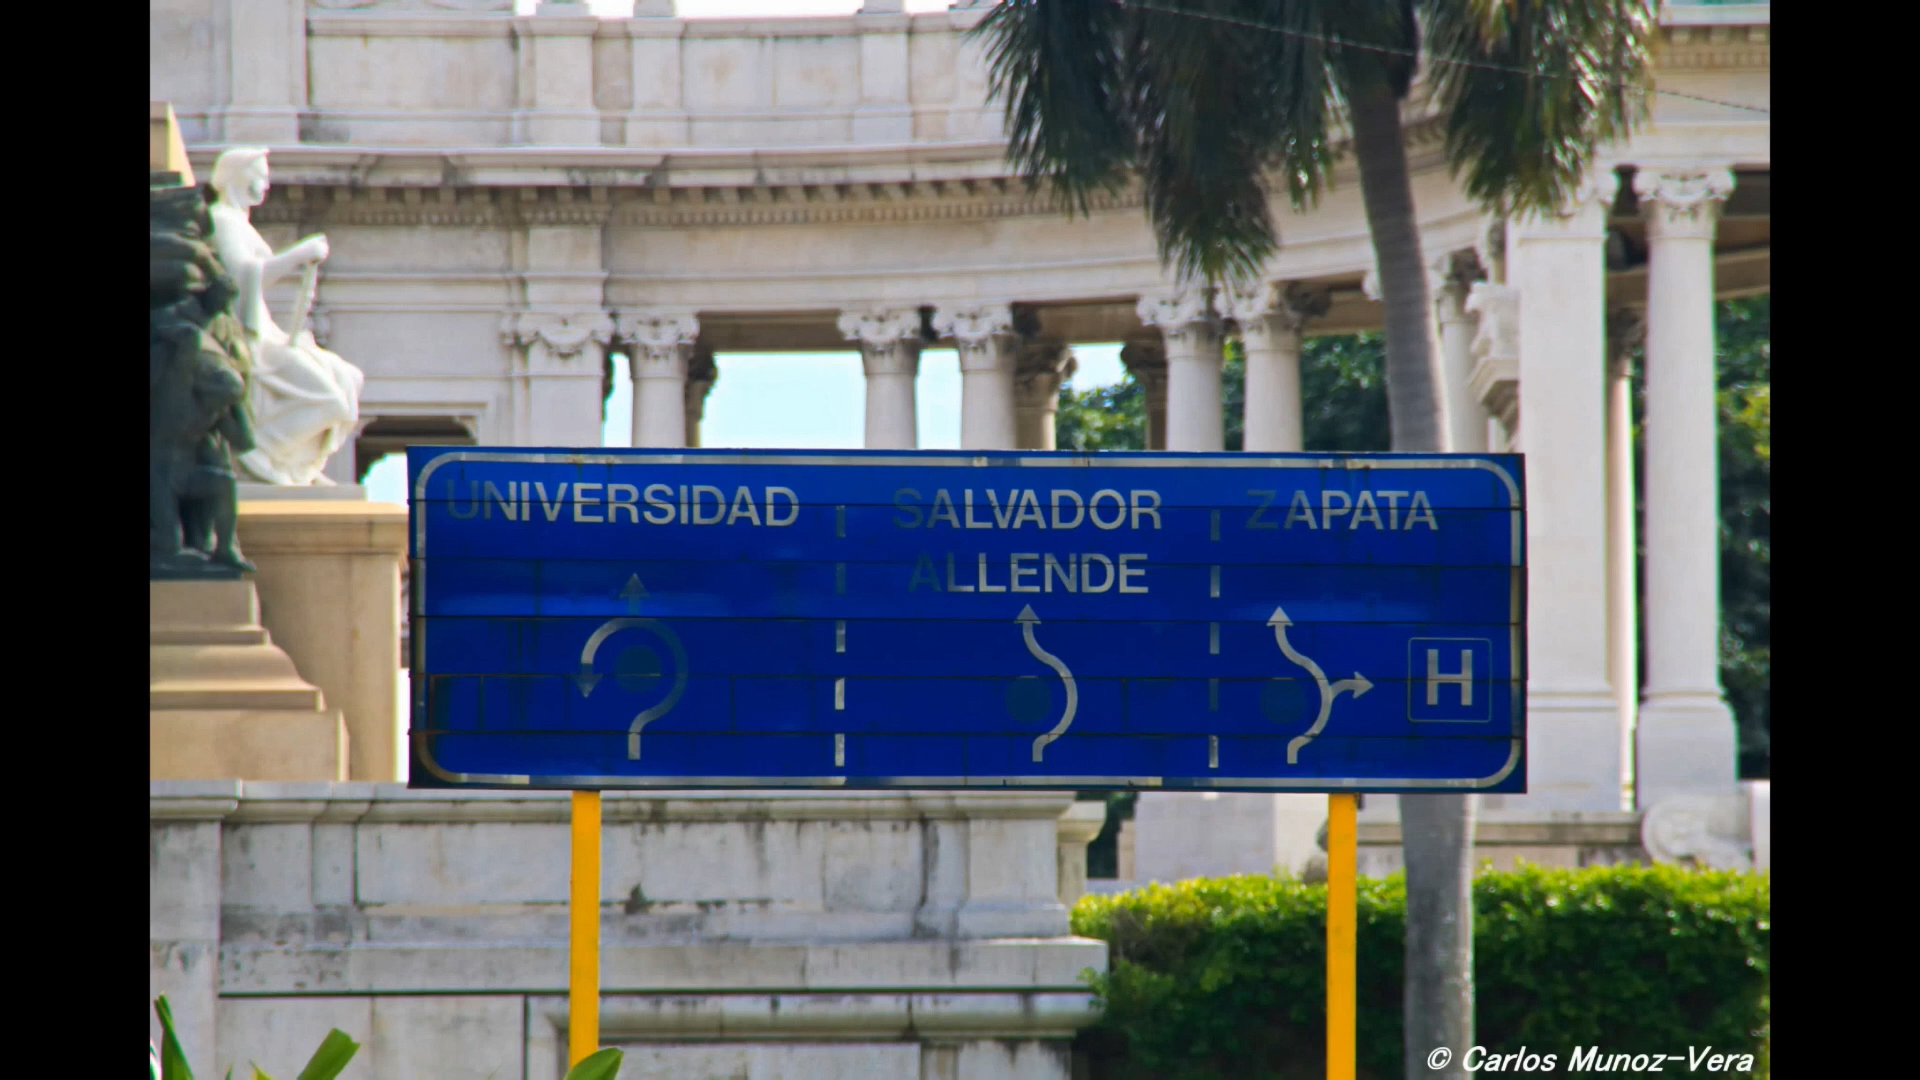 UNIVERSIDAD
SALVADOR
ALLENDE
ZAPATA
H
© Carlos Munoz-Vera